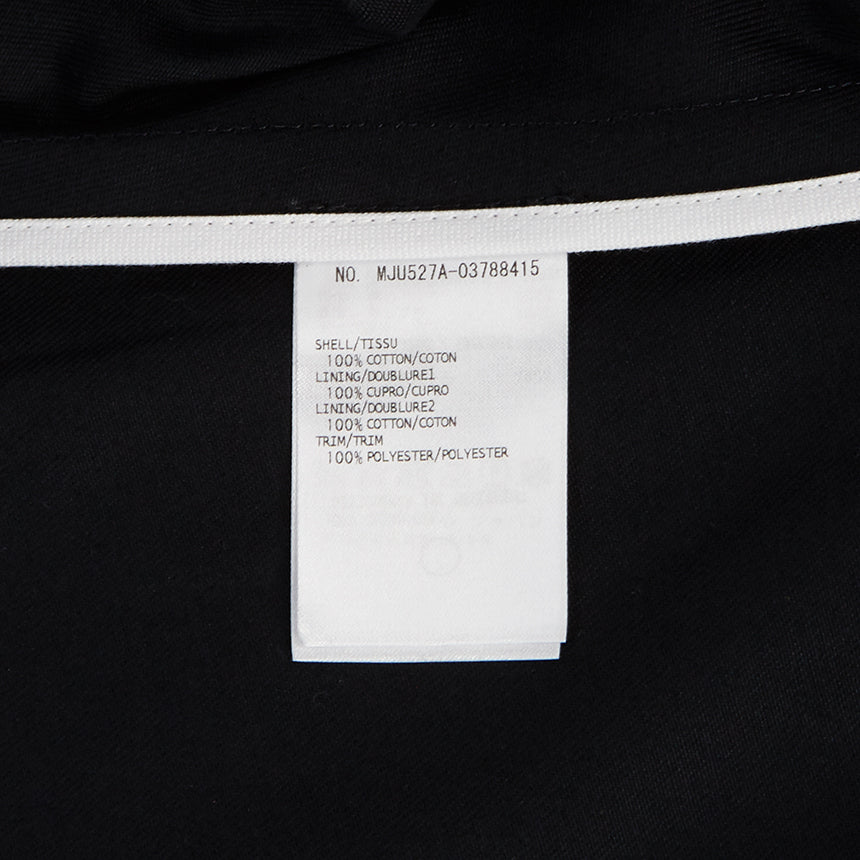 NO. MJU527A-03788415
SHELL/TISSU
100% COTTON/COTON
LINING/DOUBLURE1
100% CUPRO/CUPRO
LINING/DOUBLURE2
100% COTTON/COTON
TRIM/TRIM
100% POLYESTER/POLYESTER